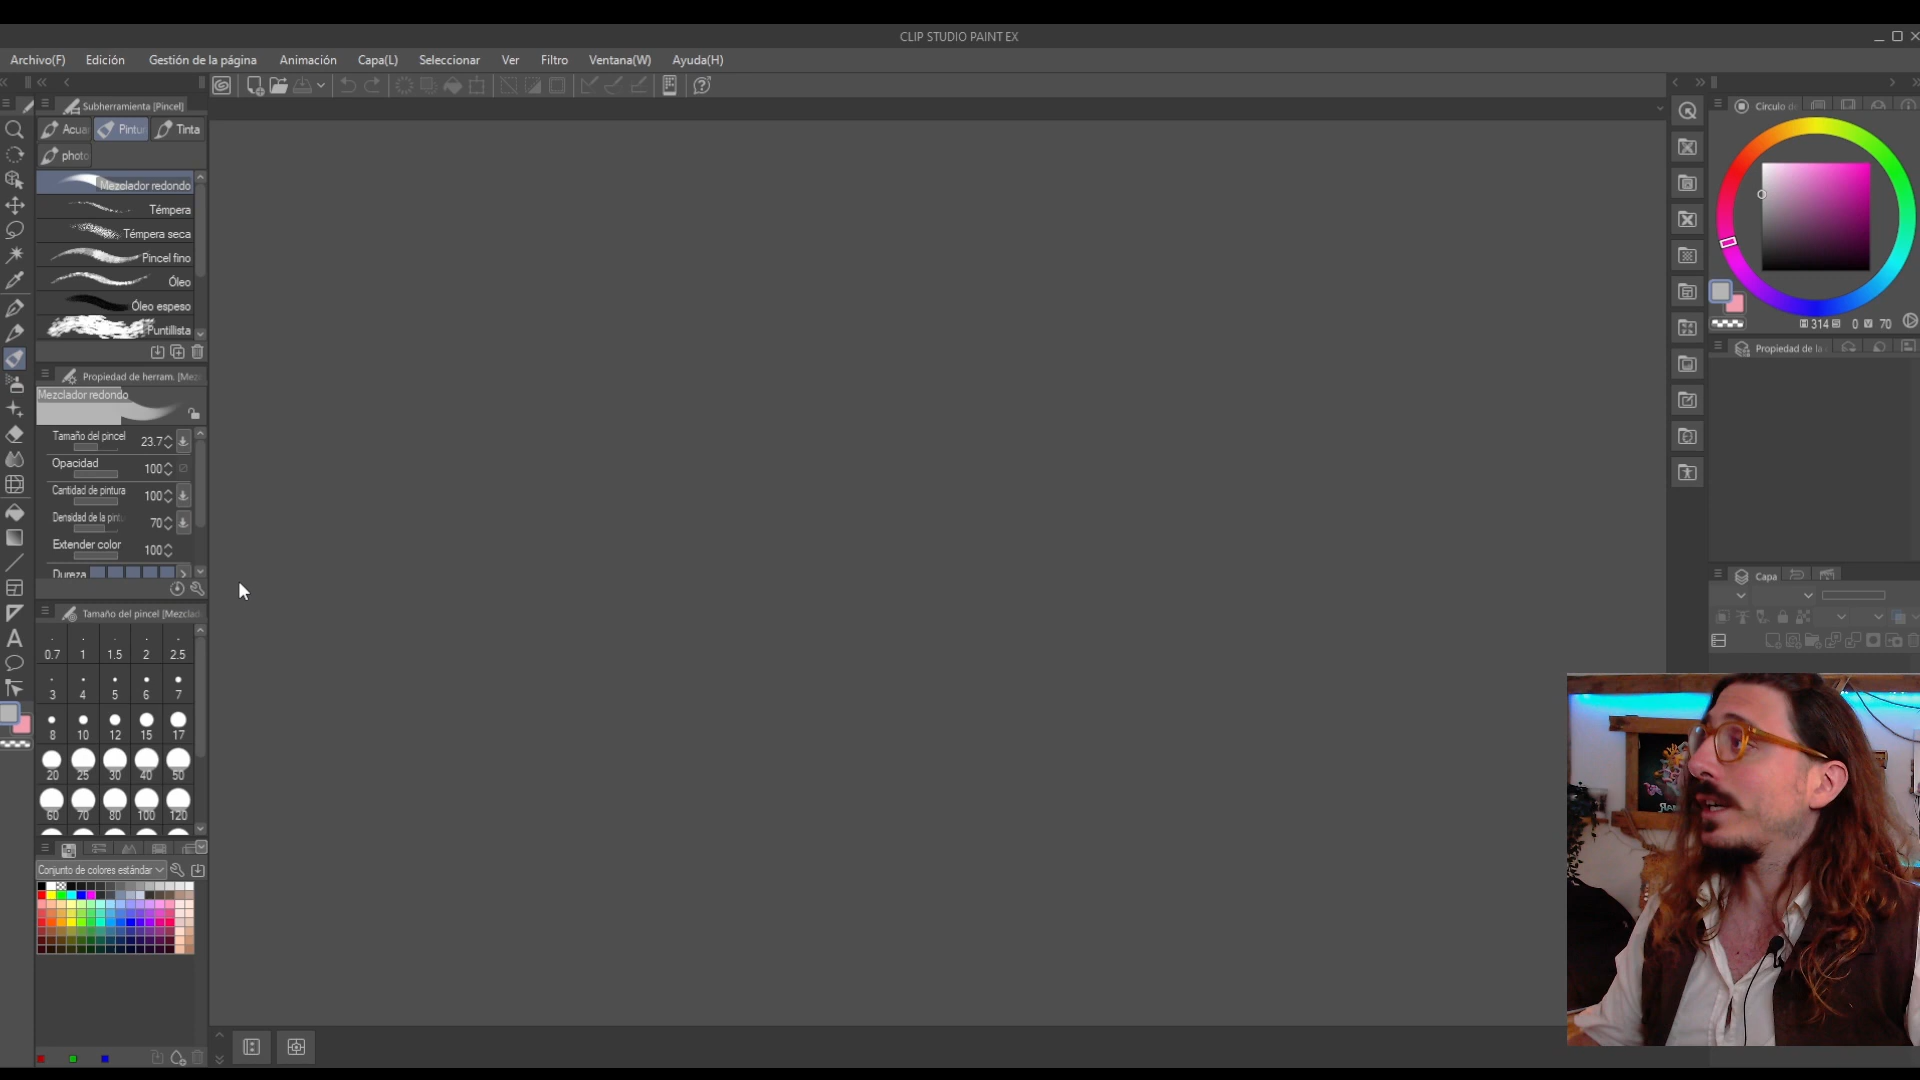 CLIP STUDIO PAINT EX
Archivo(F) Edición Gestión de la página Animación Capa(L) Seleccionar Ver Filtro Ventana(W) Ayuda(H)
Subherramienta [Pincel]
Acua Pintu Tinta
photo
Mezclador redondo
Témpera
Témpera seca
Pincel fino
Óleo
Óleo espeso
Puntillista
Propiedad de herram. [Mez
Mezclador redondo
Tamaño del pincel 23.7
Opacidad 100
Cantidad de pintura 100
Densidad de la pint 70
Extender color 100
Dureza
Tamaño del pincel [Mezclad
0.7 1 1.5 2 2.5
3 4 5 6 7
8 10 12 15 17
20 25 30 40 50
60 70 80 100 120
Conjunto de colores estándar
Círculo d
314 0 70
Propiedad de la
Capa